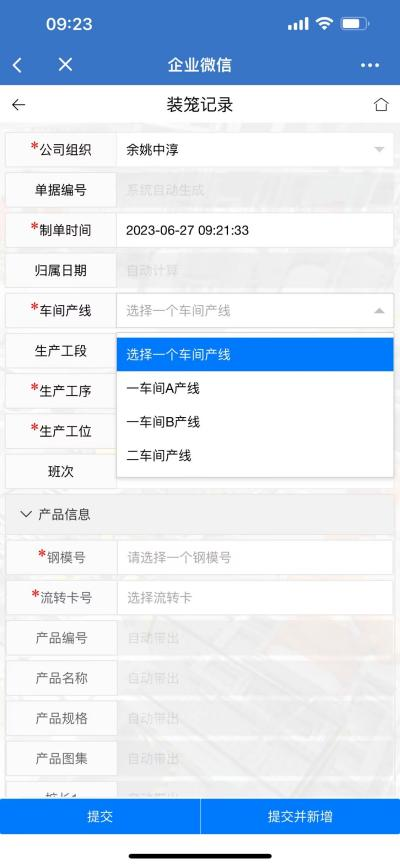 09:23
企业微信
装笼记录
*公司组织 余姚中淳
单据编号 系统自动生成
*制单时间 2023-06-27 09:21:33
归属日期 自动计算
*车间产线 选择一个车间产线
生产工段
选择一个车间产线
*生产工序
一车间A产线
一车间B产线
*生产工位
二车间产线
班次
产品信息
*钢模号 请选择一个钢模号
*流转卡号 选择流转卡
产品编号 自动带出
产品名称 自动带出
产品规格 自动带出
产品图集 自动带出
提交 提交并新增